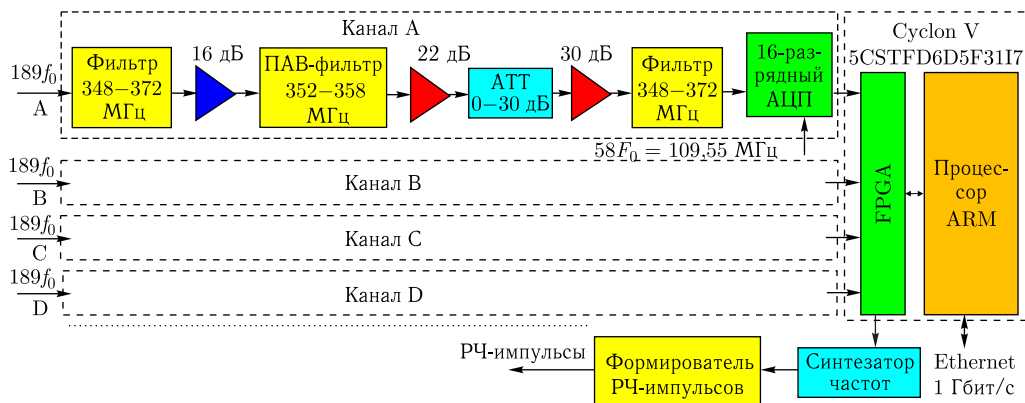 Канал A
Cyclon V
5CSTFD6D5F31I7
189f₀
A
Фильтр
348–372
МГц
16 дБ
ПАВ-фильтр
352–358
МГц
22 дБ
АТТ
0–30 дБ
30 дБ
Фильтр
348–372
МГц
16-раз-
рядный
АЦП
58F₀ = 109,55 МГц
189f₀
B
Канал B
189f₀
C
Канал C
189f₀
D
Канал D
FPGA
Процес-
сор
ARM
РЧ-импульсы
Формирователь
РЧ-импульсов
Синтезатор
частот
Ethernet
1 Гбит/с